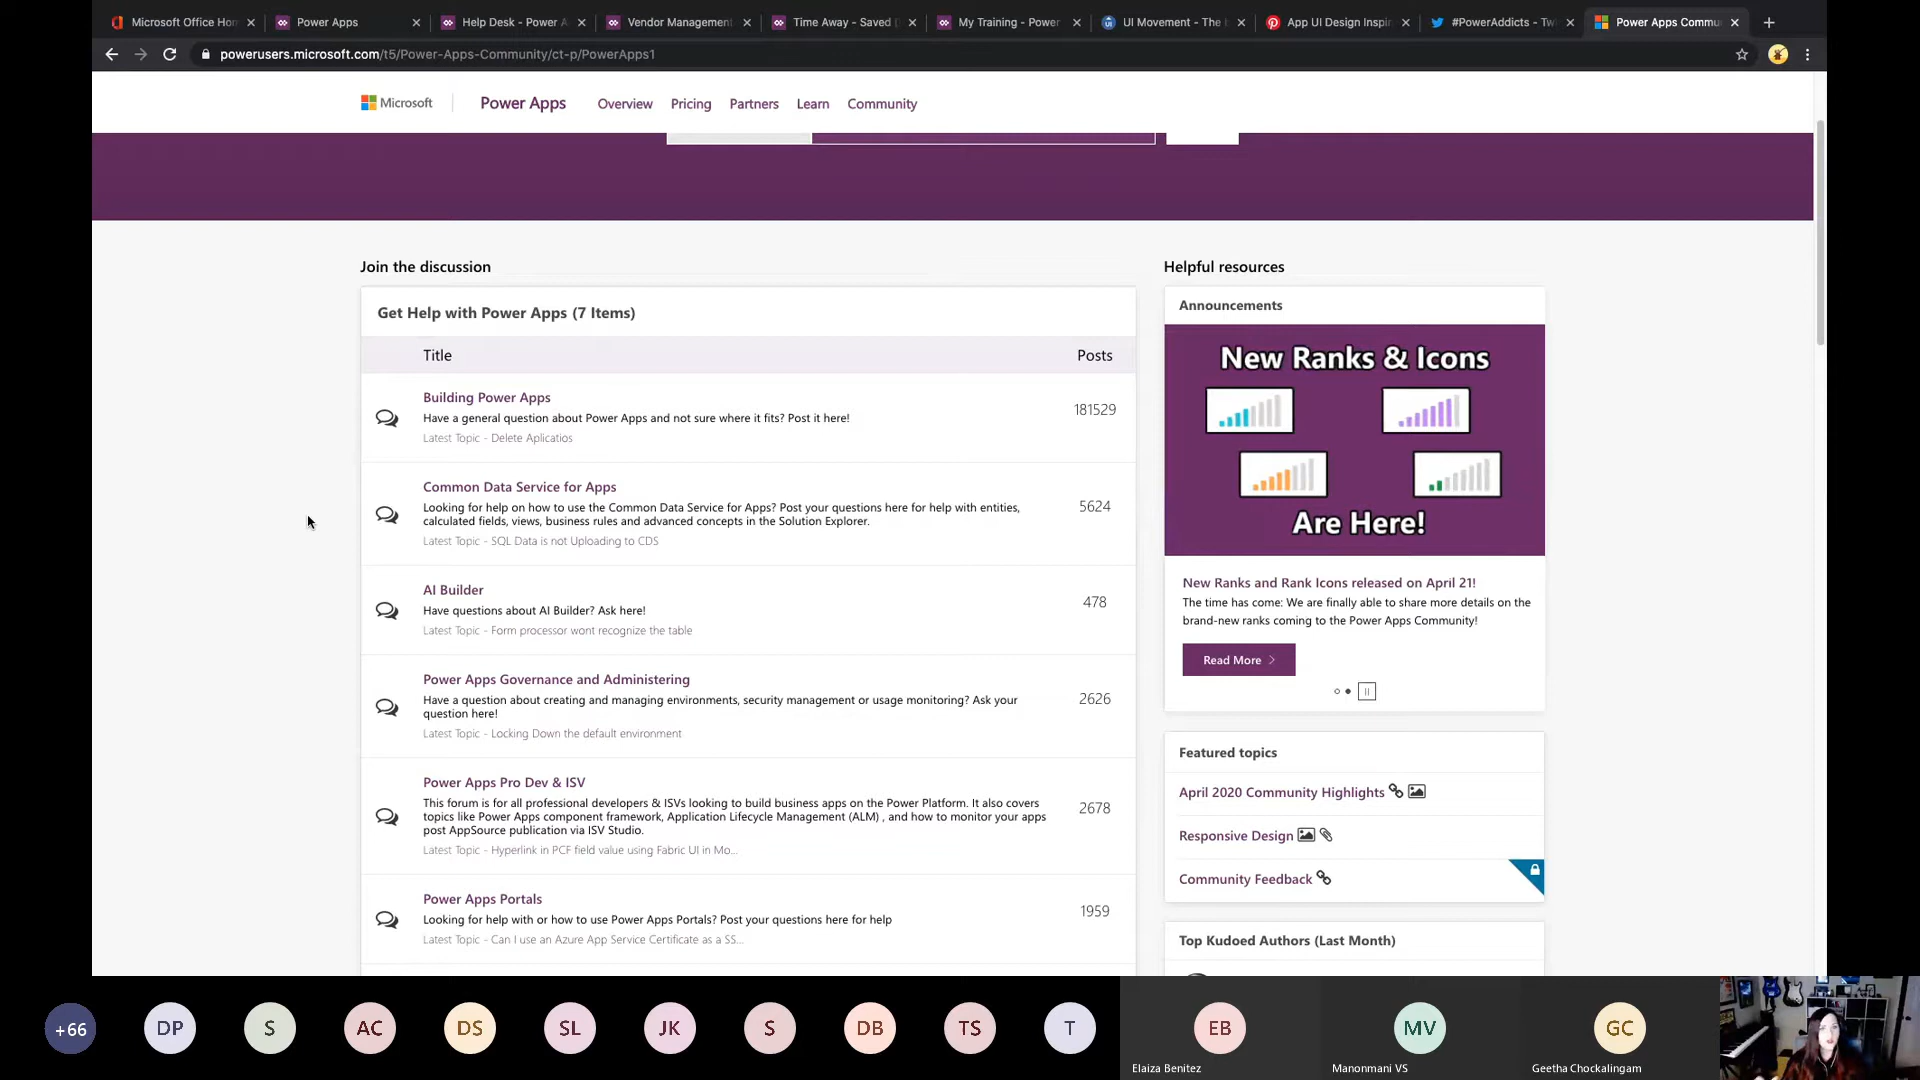 Microsoft Office Hom
Power Apps
Help Desk - Power A
Vendor Management
Time Away - Saved
My Training - Power
UI Movement - The
App UI Design Inspir
#PowerAddicts - Tw
Power Apps Commu
powerusers.microsoft.com/t5/Power-Apps-Community/ct-p/PowerApps1
Microsoft
Power Apps
Overview
Pricing
Partners
Learn
Community
Join the discussion
Get Help with Power Apps (7 Items)
Title
Posts
Building Power Apps
Have a general question about Power Apps and not sure where it fits? Post it here!
Latest Topic - Delete Aplicatios
181529
Common Data Service for Apps
Looking for help on how to use the Common Data Service for Apps? Post your questions here for help with entities,
calculated fields, views, business rules and advanced concepts in the Solution Explorer.
Latest Topic - SQL Data is not Uploading to CDS
5624
AI Builder
Have questions about AI Builder? Ask here!
Latest Topic - Form processor wont recognize the table
478
Power Apps Governance and Administering
Have a question about creating and managing environments, security management or usage monitoring? Ask your
question here!
Latest Topic - Locking Down the default environment
2626
Power Apps Pro Dev & ISV
This forum is for all professional developers & ISVs looking to build business apps on the Power Platform. It also covers
topics like Power Apps component framework, Application Lifecycle Management (ALM) , and how to monitor your apps
post AppSource publication via ISV Studio.
Latest Topic - Hyperlink in PCF field value using Fabric UI in Mo...
2678
Power Apps Portals
Looking for help with or how to use Power Apps Portals? Post your questions here for help
Latest Topic - Can I use an Azure App Service Certificate as a SS...
1959
Helpful resources
Announcements
New Ranks & Icons
Are Here!
New Ranks and Rank Icons released on April 21!
The time has come: We are finally able to share more details on the
brand-new ranks coming to the Power Apps Community!
Read More
Featured topics
April 2020 Community Highlights
Responsive Design
Community Feedback
Top Kudoed Authors (Last Month)
+66
DP
S
AC
DS
SL
JK
S
DB
TS
T
EB
MV
GC
Elaiza Benitez
Manonmani VS
Geetha Chockalingam